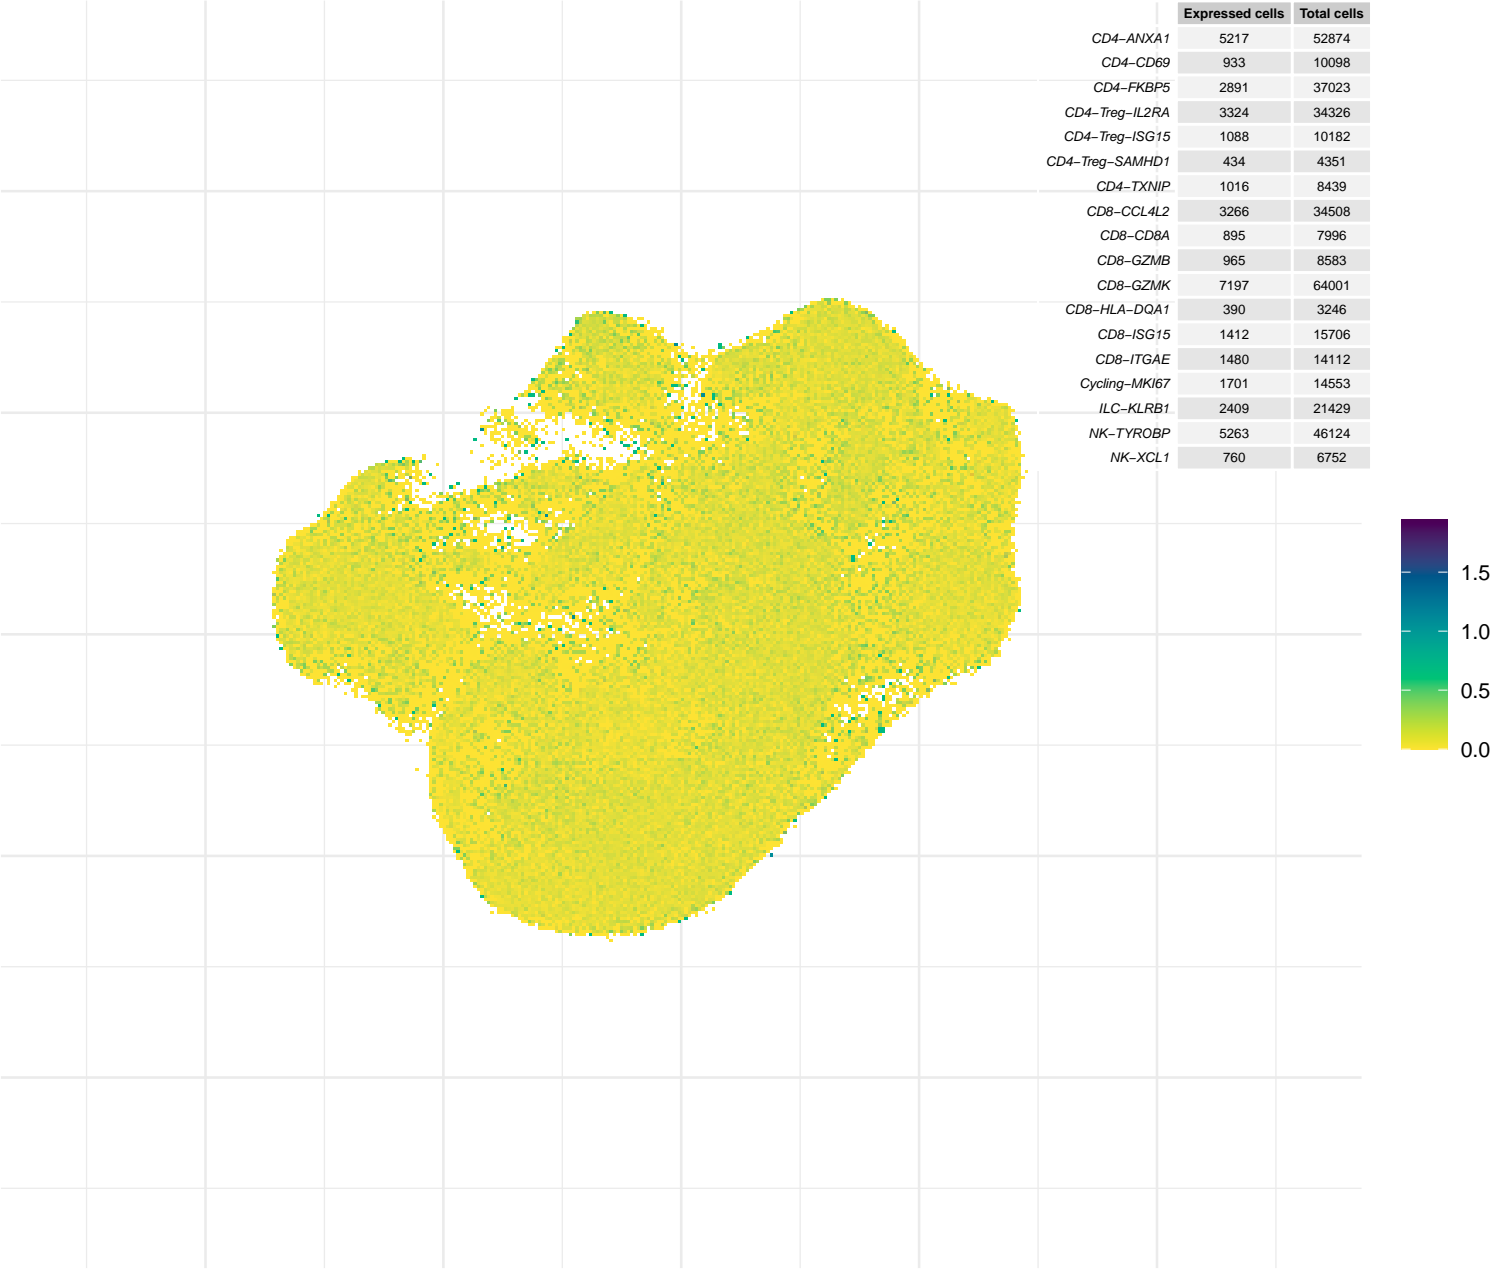 Expressed cells Total cells
CD4−ANXA1 5217 52874
CD4−CD69 933 10098
CD4−FKBP5 2891 37023
CD4−Treg−IL2RA 3324 34326
CD4−Treg−ISG15 1088 10182
CD4−Treg−SAMHD1 434 4351
CD4−TXNIP 1016 8439
CD8−CCL4L2 3266 34508
CD8−CD8A 895 7996
CD8−GZMB 965 8583
CD8−GZMK 7197 64001
CD8−HLA−DQA1 390 3246
CD8−ISG15 1412 15706
CD8−ITGAE 1480 14112
Cycling−MKI67 1701 14553
ILC−KLRB1 2409 21429
NK−TYROBP 5263 46124
NK−XCL1 760 6752
1.5
1.0
0.5
0.0